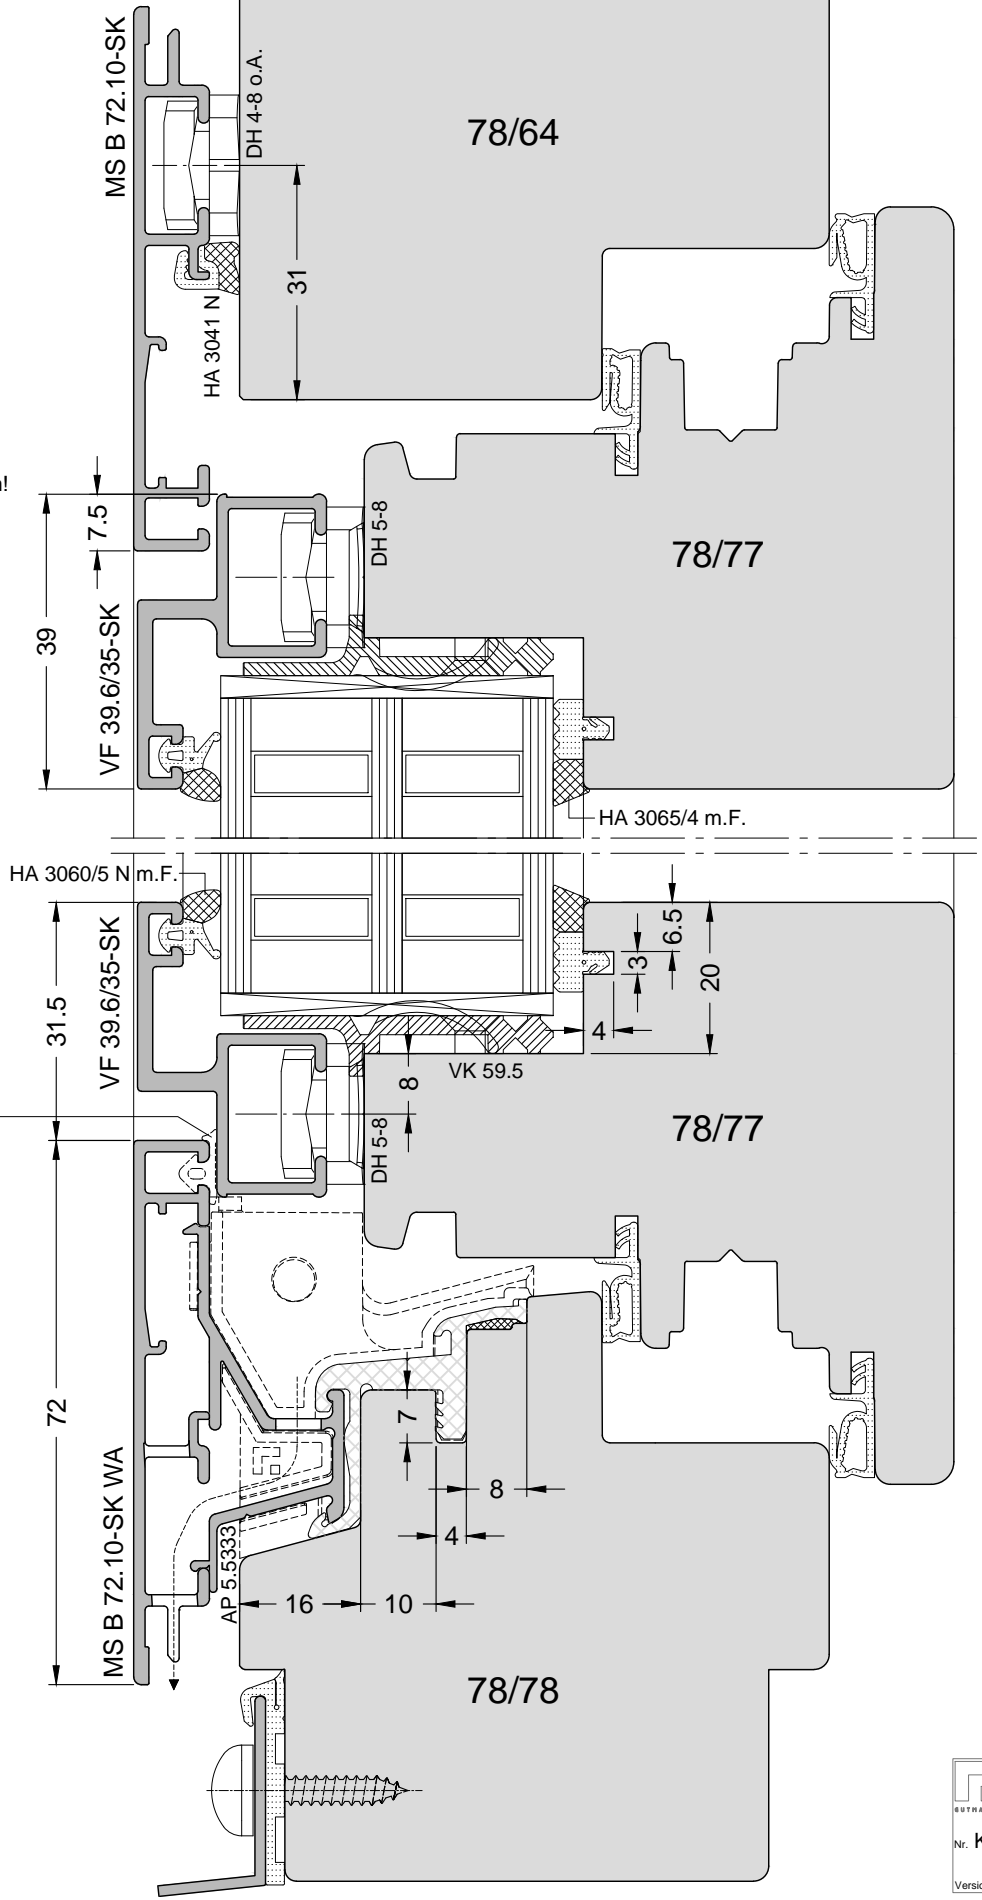 MS B 72.10-SK
DH 4-8 o.A.
78/64
31
HA 3041 N
7.5
39
DH 5-8
78/77
VF 39.6/35-SK
HA 3065/4 m.F.
HA 3060/5 N m.F.
6.5
3
20
4
31.5
VF 39.6/35-SK
8
VK 59.5
DH 5-8
78/77
72
7
8
4
MS B 72.10-SK WA
AP 5.5333
16
10
78/78
Nr.